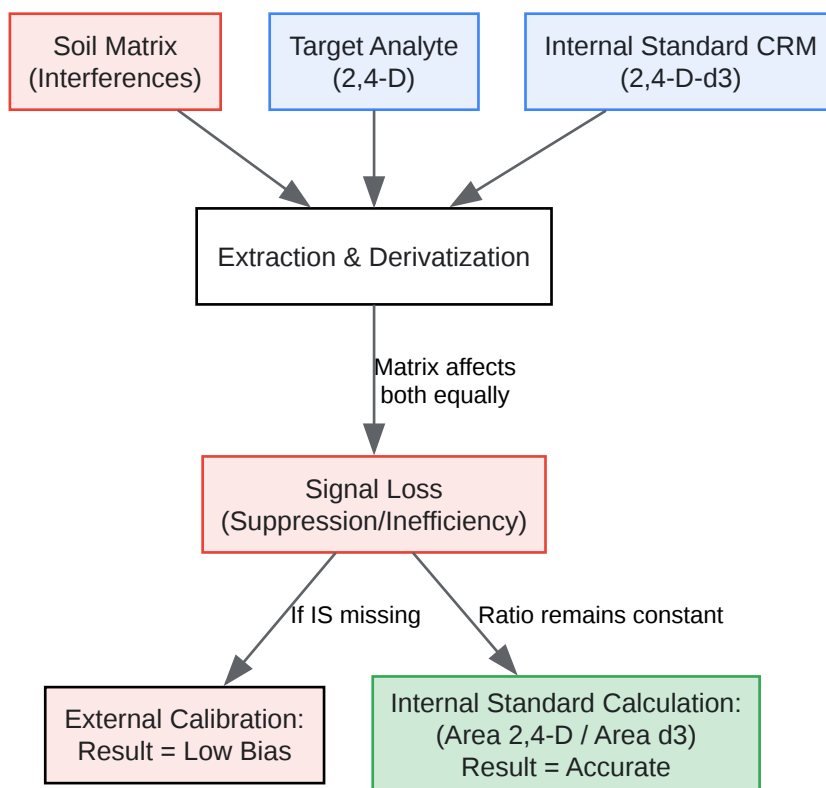 Soil Matrix
(Interferences)
Target Analyte
(2,4-D)
Internal Standard CRM
(2,4-D-d3)
Extraction & Derivatization
Matrix affects
both equally
Signal Loss
(Suppression/Inefficiency)
If IS missing
Ratio remains constant
External Calibration:
Result = Low Bias
Internal Standard Calculation:
(Area 2,4-D / Area d3)
Result = Accurate